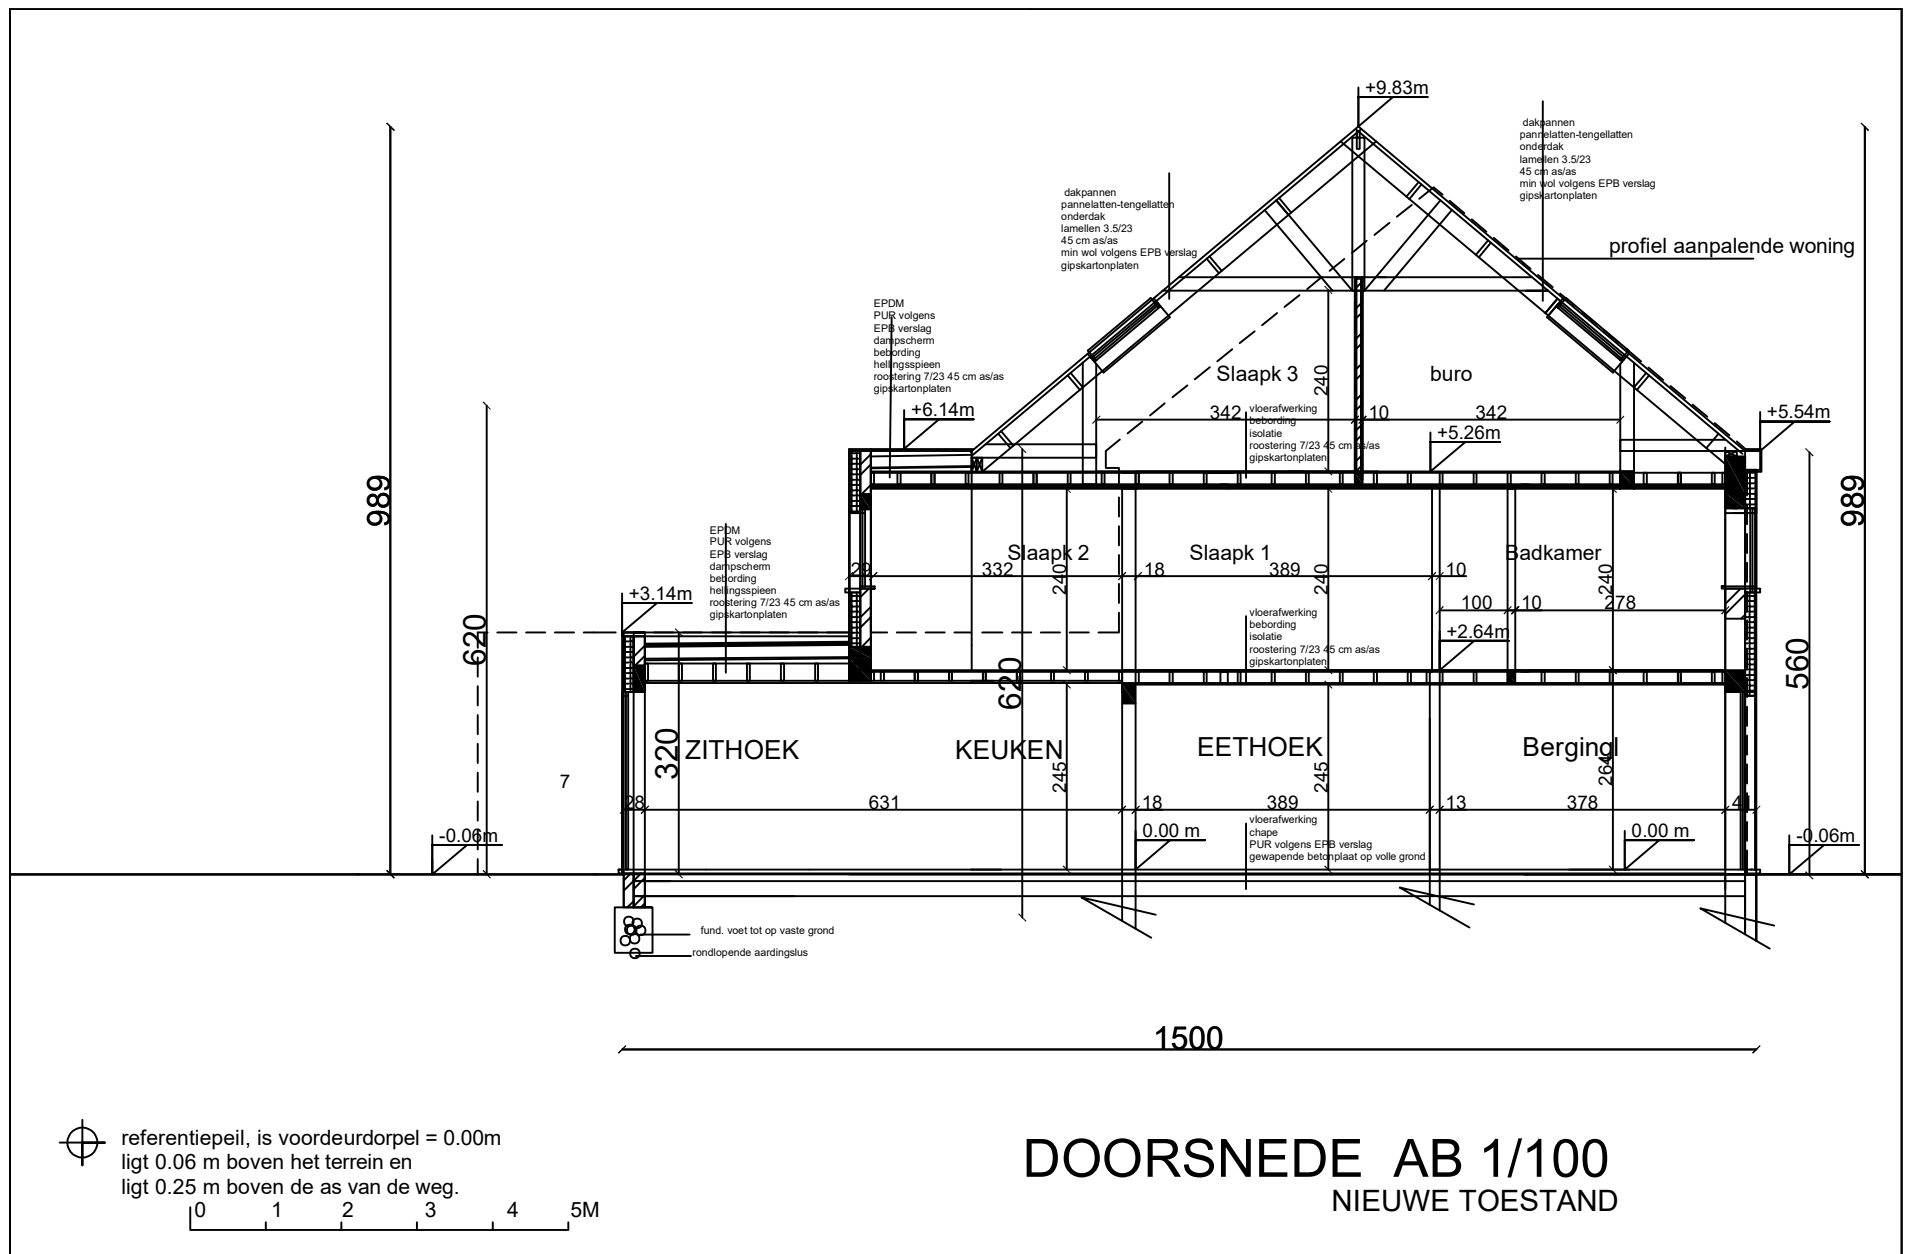 +9.83m
dakpannen
pannelatten-tengellatten
onderdak
lamellen 3.5/23
45 cm as/as
min wol volgens EPB verslag
gipskartonplaten
dakpannen
pannelatten-tengellatten
onderdak
lamellen 3.5/23
45 cm as/as
min wol volgens EPB verslag
gipskartonplaten
profiel aanpalende woning
EPDM
PUR volgens
EPB verslag
dampscherm
bebording
hellingsspieen
roostering 7/23 45 cm as/as
gipskartonplaten
Slaapk 3
240
buro
+6.14m
342
10
342
+5.54m
vloerafwerking
bebording
isolatie
roostering 7/23 45 cm as/as
gipskartonplaten
+5.26m
989
989
EPDM
PUR volgens
EPB verslag
dampscherm
bebording
hellingsspieen
roostering 7/23 45 cm as/as
gipskartonplaten
Slaapk 2
Slaapk 1
Badkamer
29
332
240
18
389
240
10
240
100
10
278
+3.14m
vloerafwerking
bebording
isolatie
roostering 7/23 45 cm as/as
gipskartonplaten
+2.64m
620
620
560
320
ZITHOEK
KEUKEN
EETHOEK
Bergingl
7
245
245
264
28
631
18
389
13
378
-0.06m
0.00 m
vloerafwerking
chape
PUR volgens EPB verslag
gewapende betonplaat op volle grond
0.00 m
-0.06m
fund. voet tot op vaste grond
rondlopende aardingslus
1500
referentiepeil, is voordeurdorpel = 0.00m
ligt 0.06 m boven het terrein en
ligt 0.25 m boven de as van de weg.
0 1 2 3 4 5M
DOORSNEDE AB 1/100
NIEUWE TOESTAND